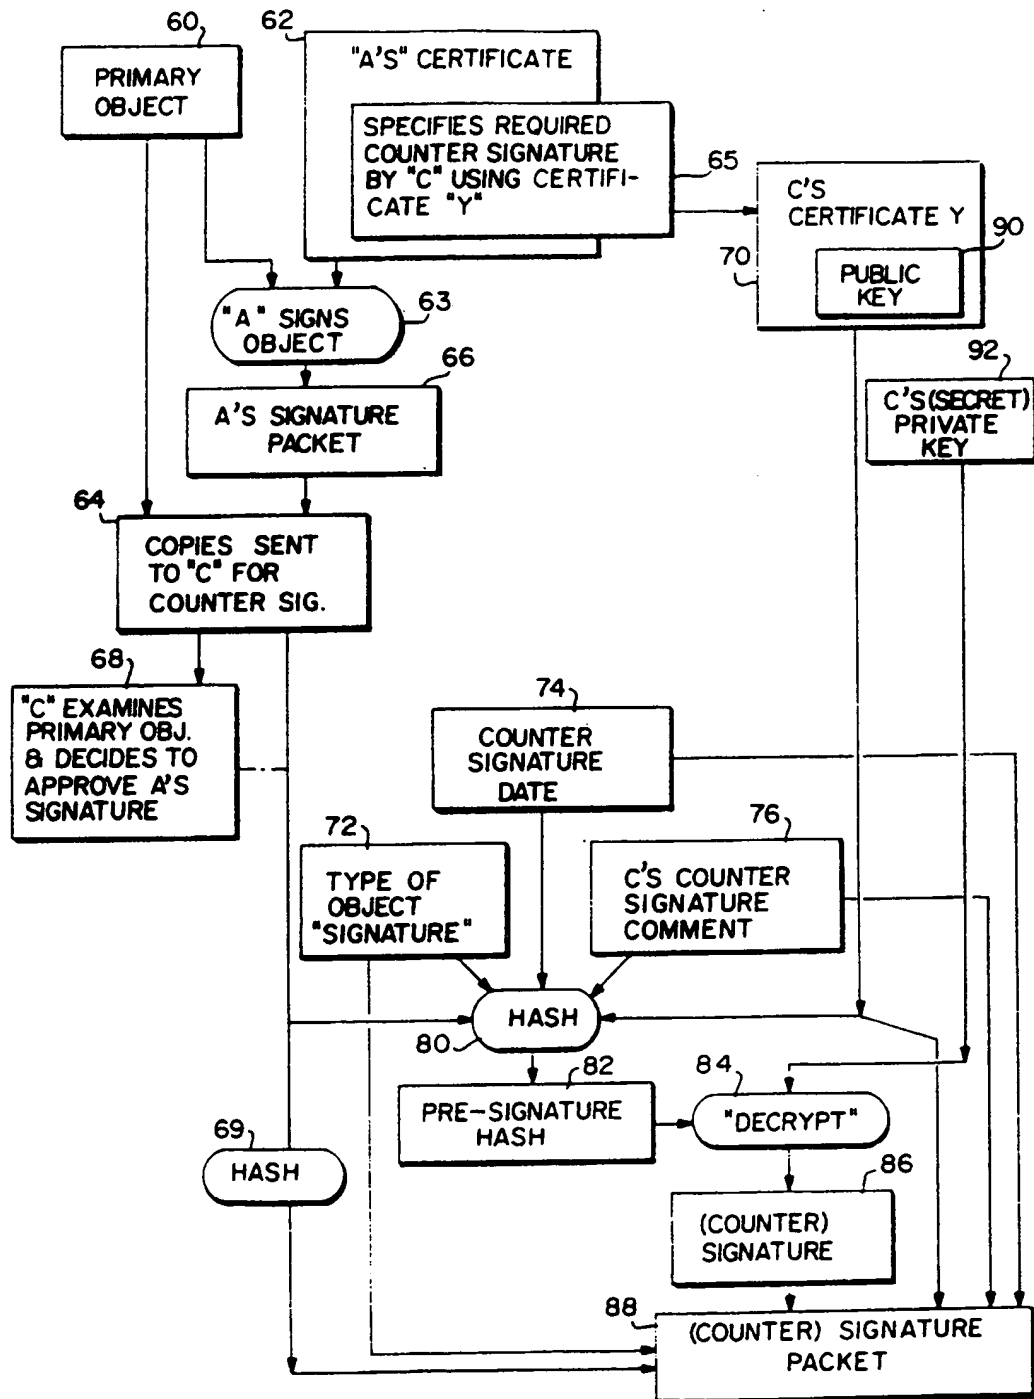 60
PRIMARY
OBJECT
62
"A'S" CERTIFICATE
SPECIFIES REQUIRED
COUNTER SIGNATURE
BY "C" USING CERTIFI-
CATE "Y"
65
C'S
CERTIFICATE Y
90
70
PUBLIC
KEY
"A" SIGNS
OBJECT
63
66
A'S SIGNATURE
PACKET
92
C'S (SECRET)
PRIVATE
KEY
64
COPIES SENT
TO "C" FOR
COUNTER SIG.
68
"C" EXAMINES
PRIMARY OBJ.
& DECIDES TO
APPROVE A'S
SIGNATURE
74
COUNTER
SIGNATURE
DATE
72
TYPE OF
OBJECT
"SIGNATURE"
76
C'S COUNTER
SIGNATURE
COMMENT
HASH
80
82
PRE-SIGNATURE
HASH
84
"DECRYPT"
69
HASH
86
(COUNTER)
SIGNATURE
88
(COUNTER) SIGNATURE
PACKET